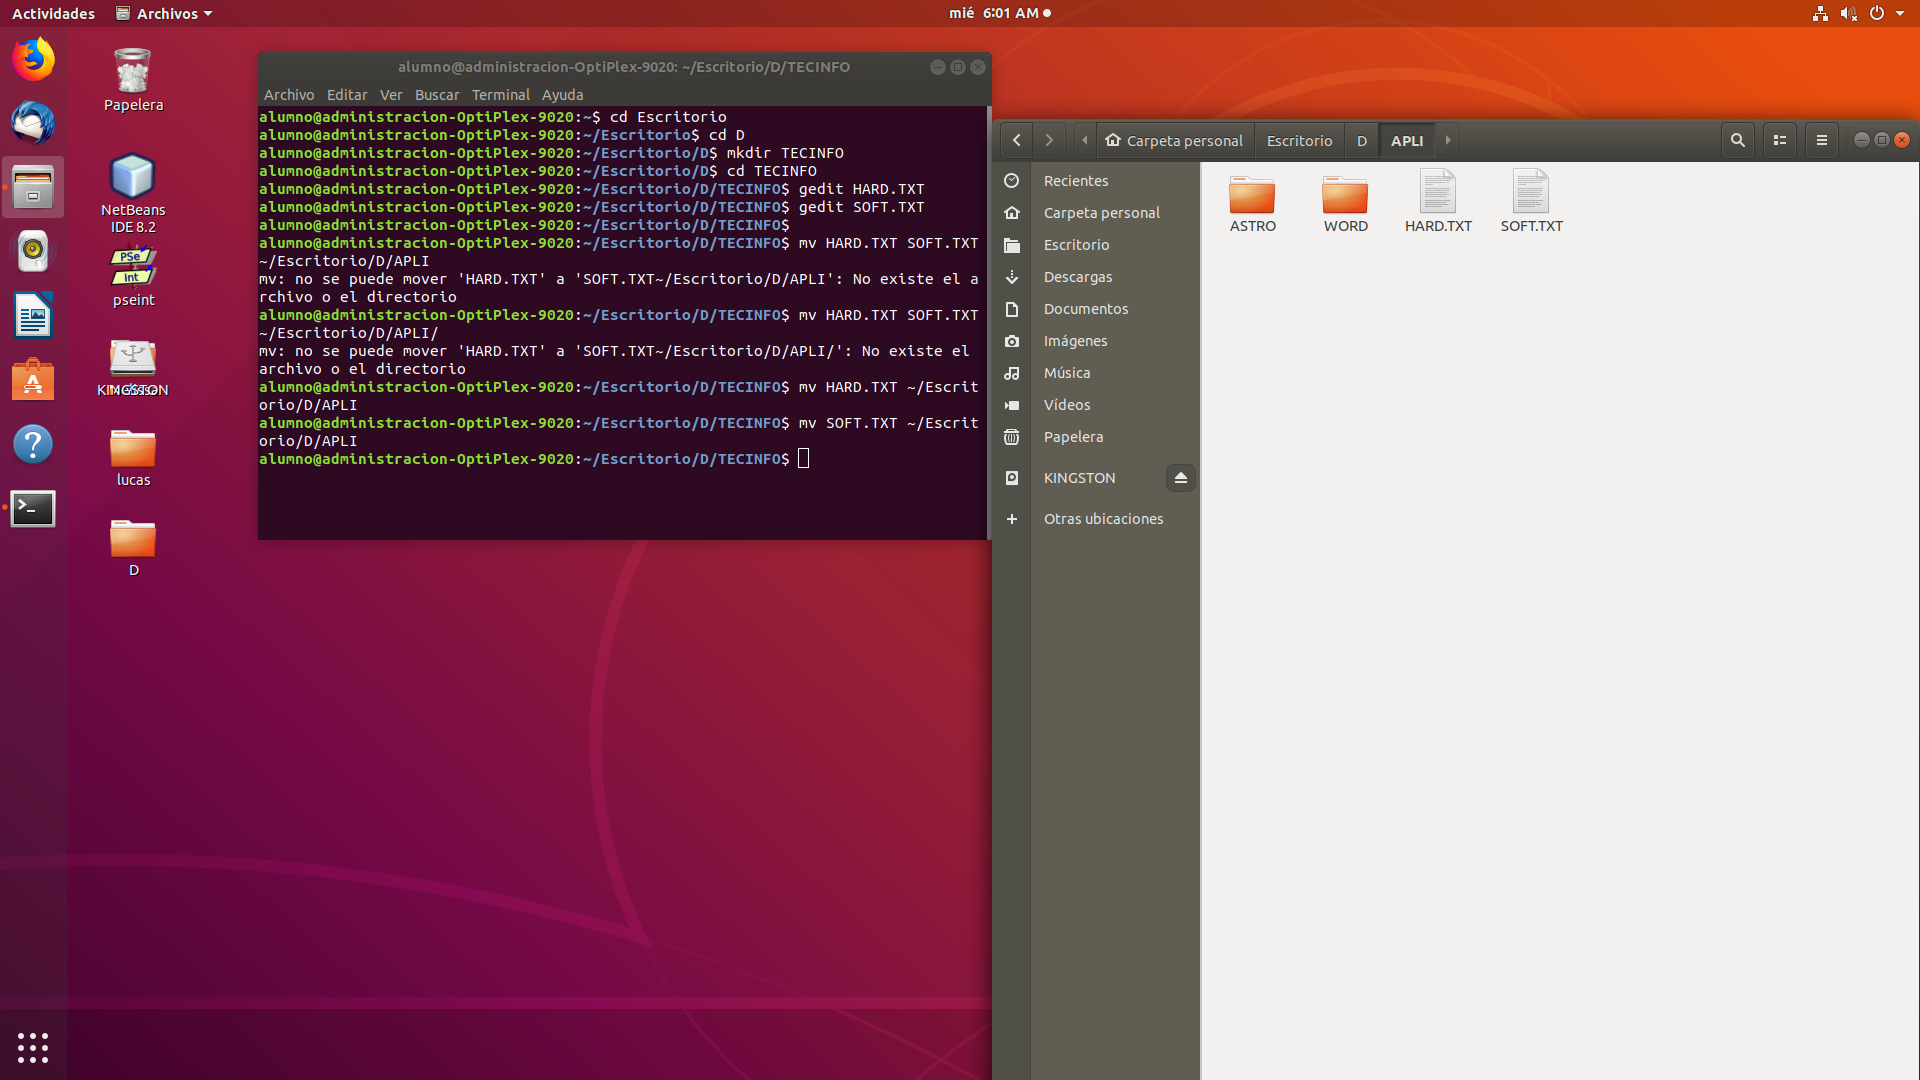 Actividades
Archivos
mié 6:01 AM
Papelera
NetBeans
IDE 8.2
PSe
Int
pseint
KINGSTON
lucas
D
alumno@administracion-OptiPlex-9020: ~/Escritorio/D/TECINFO
Archivo Editar Ver Buscar Terminal Ayuda
alumno@administracion-OptiPlex-9020:~$ cd Escritorio
alumno@administracion-OptiPlex-9020:~/Escritorio$ cd D
alumno@administracion-OptiPlex-9020:~/Escritorio/D$ mkdir TECINFO
alumno@administracion-OptiPlex-9020:~/Escritorio/D$ cd TECINFO
alumno@administracion-OptiPlex-9020:~/Escritorio/D/TECINFO$ gedit HARD.TXT
alumno@administracion-OptiPlex-9020:~/Escritorio/D/TECINFO$ gedit SOFT.TXT
alumno@administracion-OptiPlex-9020:~/Escritorio/D/TECINFO$
alumno@administracion-OptiPlex-9020:~/Escritorio/D/TECINFO$ mv HARD.TXT SOFT.TXT
~/Escritorio/D/APLI
mv: no se puede mover 'HARD.TXT' a 'SOFT.TXT~/Escritorio/D/APLI': No existe el a
rchivo o el directorio
alumno@administracion-OptiPlex-9020:~/Escritorio/D/TECINFO$ mv HARD.TXT SOFT.TXT
~/Escritorio/D/APLI/
mv: no se puede mover 'HARD.TXT' a 'SOFT.TXT~/Escritorio/D/APLI/': No existe el
archivo o el directorio
alumno@administracion-OptiPlex-9020:~/Escritorio/D/TECINFO$ mv HARD.TXT ~/Escrit
orio/D/APLI
alumno@administracion-OptiPlex-9020:~/Escritorio/D/TECINFO$ mv SOFT.TXT ~/Escrit
orio/D/APLI
alumno@administracion-OptiPlex-9020:~/Escritorio/D/TECINFO$
Carpeta personal Escritorio D APLI
Recientes
Carpeta personal
Escritorio
Descargas
Documentos
Imágenes
Música
Vídeos
Papelera
KINGSTON
Otras ubicaciones
ASTRO
WORD
HARD.TXT
SOFT.TXT